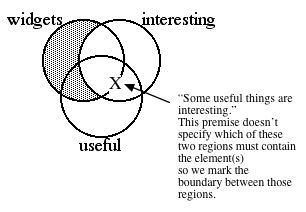 widgets interesting
X
useful
“Some useful things are
interesting.”
This premise doesn’t
specify which of these
two regions must contain
the element(s)
so we mark the
boundary between those
regions.